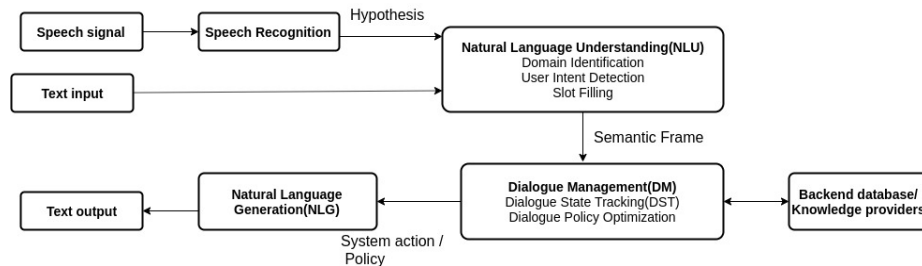 Hypothesis
Speech signal
Speech Recognition
Natural Language Understanding(NLU)
Domain Identification
User Intent Detection
Slot Filling
Text input
Semantic Frame
Dialogue Management(DM)
Dialogue State Tracking(DST)
Dialogue Policy Optimization
Backend database/
Knowledge providers
Natural Language
Generation(NLG)
Text output
System action /
Policy